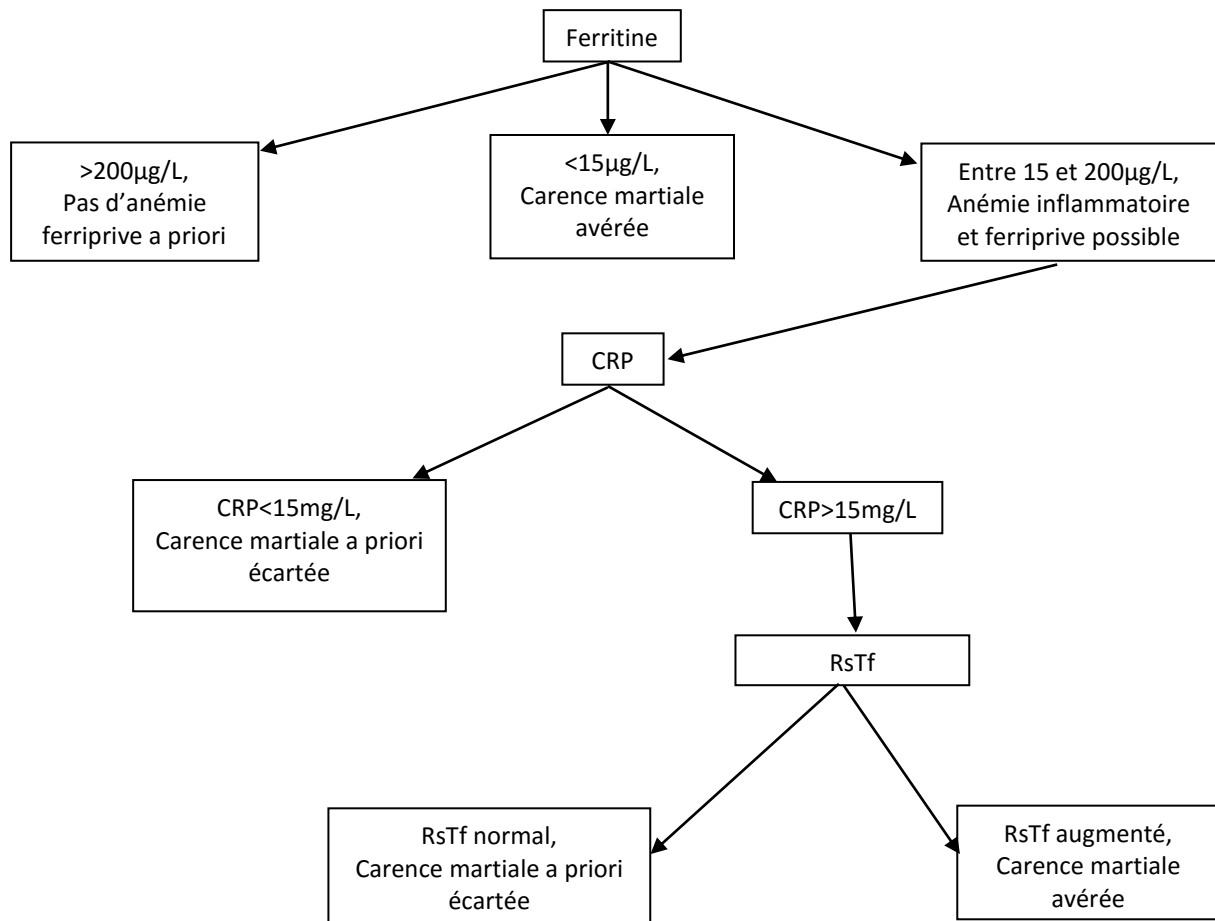 Ferritine
>200µg/L,
Pas d'anémie
ferriprive a priori
<15µg/L,
Carence martiale
avérée
Entre 15 et 200µg/L,
Anémie inflammatoire
et ferriprive possible
CRP
CRP<15mg/L,
Carence martiale a priori
écartée
CRP>15mg/L
RsTf
RsTf normal,
Carence martiale a priori
écartée
RsTf augmenté,
Carence martiale
avérée